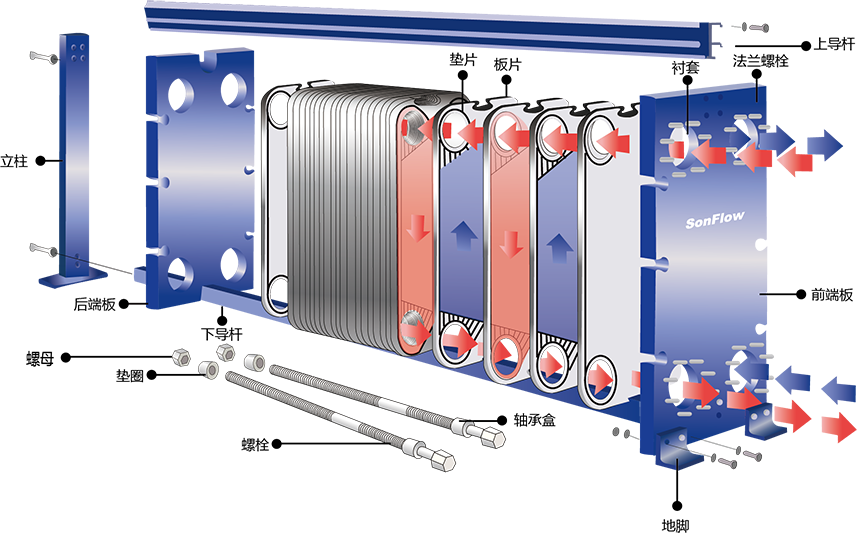 上导杆
垫片
板片
衬套
法兰螺栓
立柱
SonFlow
后端板
前端板
下导杆
螺母
垫圈
轴承盒
螺栓
地脚